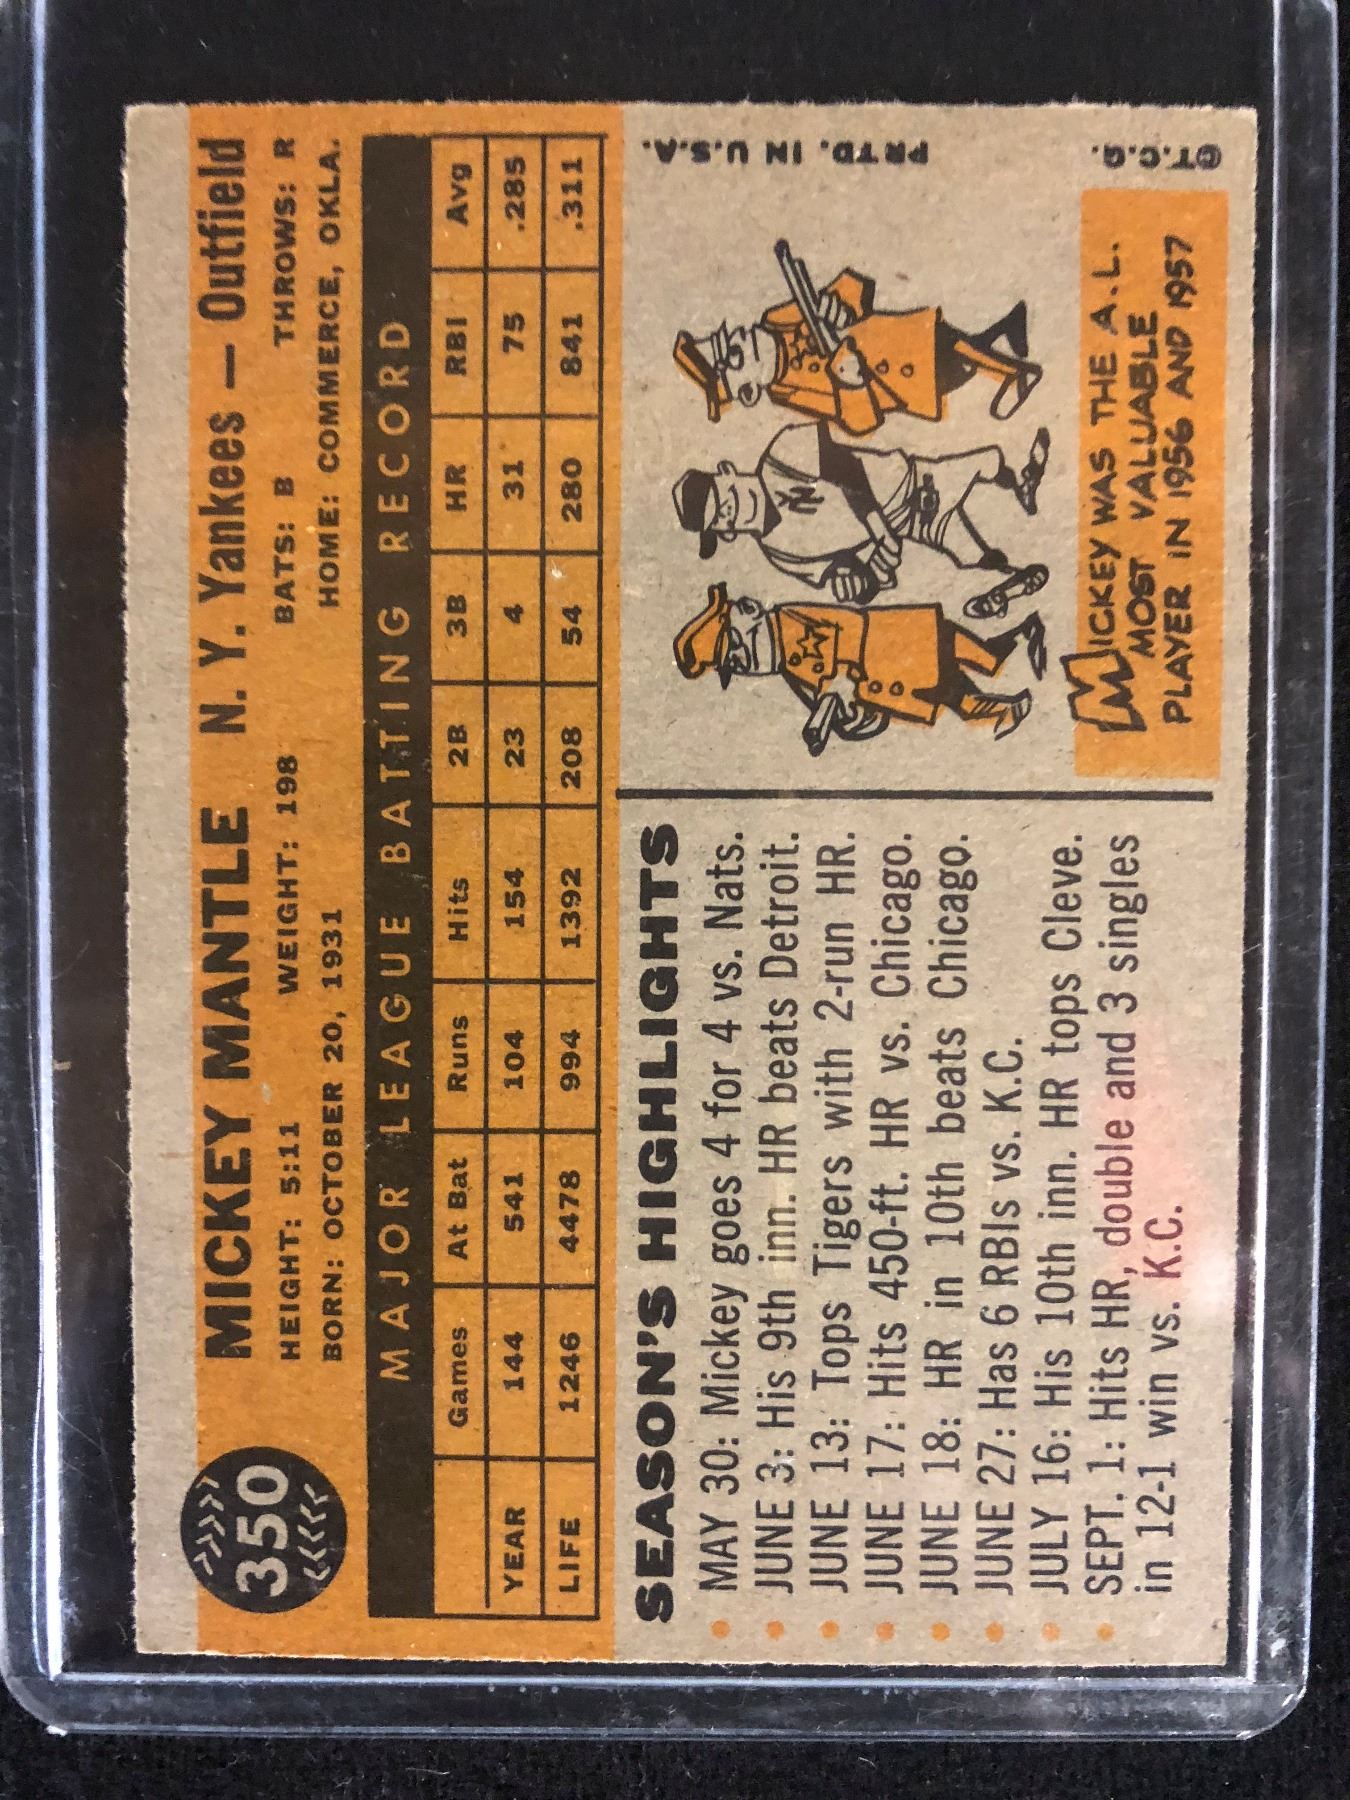 350
MICKEY MANTLE N. Y. Yankees — Outfield
HEIGHT: 5:11 WEIGHT: 198 BATS: B THROWS: R
BORN: OCTOBER 20, 1931 HOME: COMMERCE, OKLA.
MAJOR LEAGUE BATTING RECORD
Games At Bat Runs Hits 2B 3B HR RBI Avg
YEAR 144 541 104 154 23 4 31 75 .285
LIFE 1246 4478 994 1392 208 54 280 841 .311
SEASON'S HIGHLIGHTS
MAY 30: Mickey goes 4 for 4 vs. Nats.
JUNE 3: His 9th inn. HR beats Detroit.
JUNE 13: Tops Tigers with 2-run HR.
JUNE 17: Hits 450-ft. HR vs. Chicago.
JUNE 18: HR in 10th beats Chicago.
JUNE 27: Has 6 RBIs vs. K.C.
JULY 16: His 10th inn. HR tops Cleve.
SEPT. 1: Hits HR, double and 3 singles
in 12-1 win vs. K.C.
NY
MICKEY WAS THE A.L.
MOST VALUABLE
PLAYER IN 1956 AND 1957
©T.C.G. PRTD. IN U.S.A.